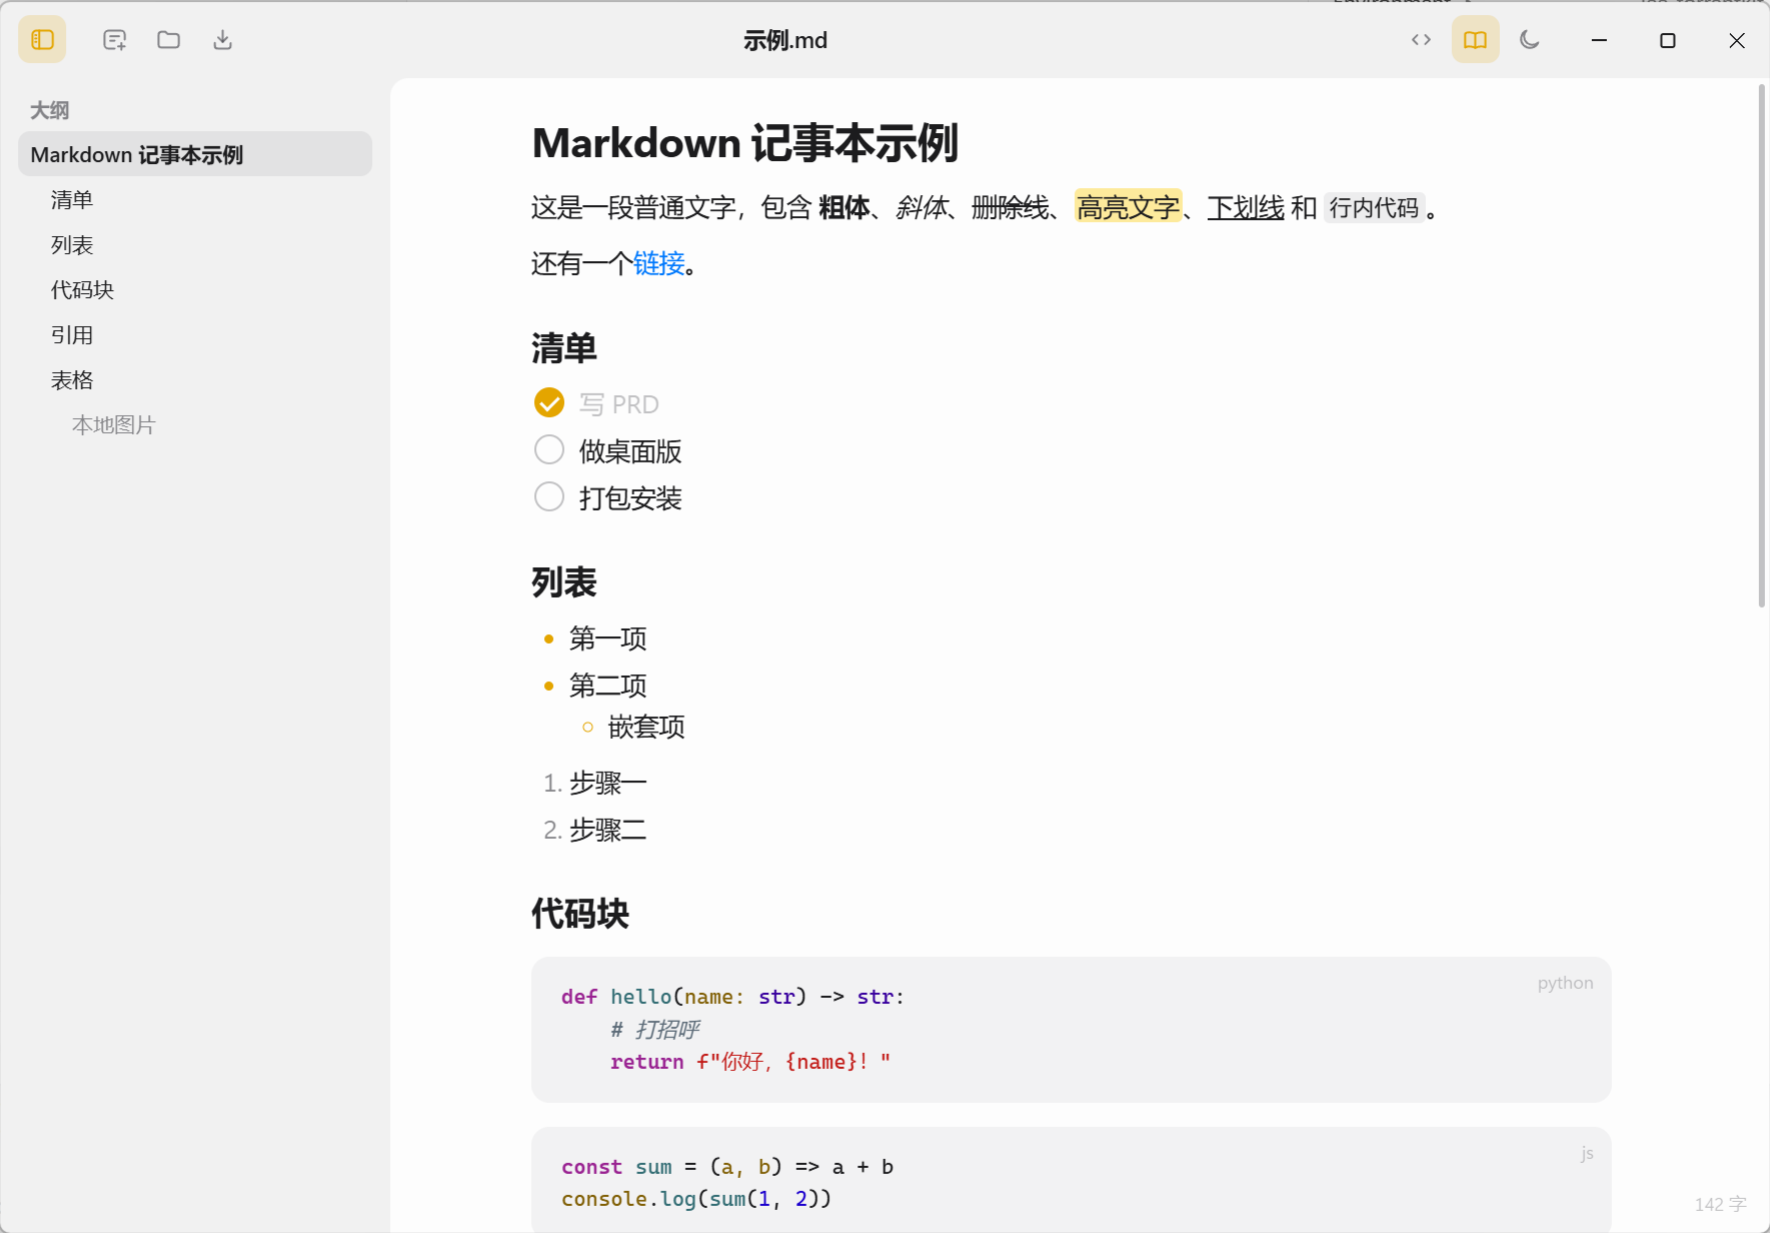 示例.md
大纲
Markdown 记事本示例
清单
列表
代码块
引用
表格
本地图片
Markdown 记事本示例
这是一段普通文字，包含 粗体、斜体、删除线、高亮文字、下划线 和 行内代码。
还有一个链接。
清单
写 PRD
做桌面版
打包安装
列表
第一项
第二项
嵌套项
1. 步骤一
2. 步骤二
代码块
python
def hello(name: str) -> str:
    # 打招呼
    return f"你好，{name}！"
js
const sum = (a, b) => a + b
console.log(sum(1, 2))
142 字